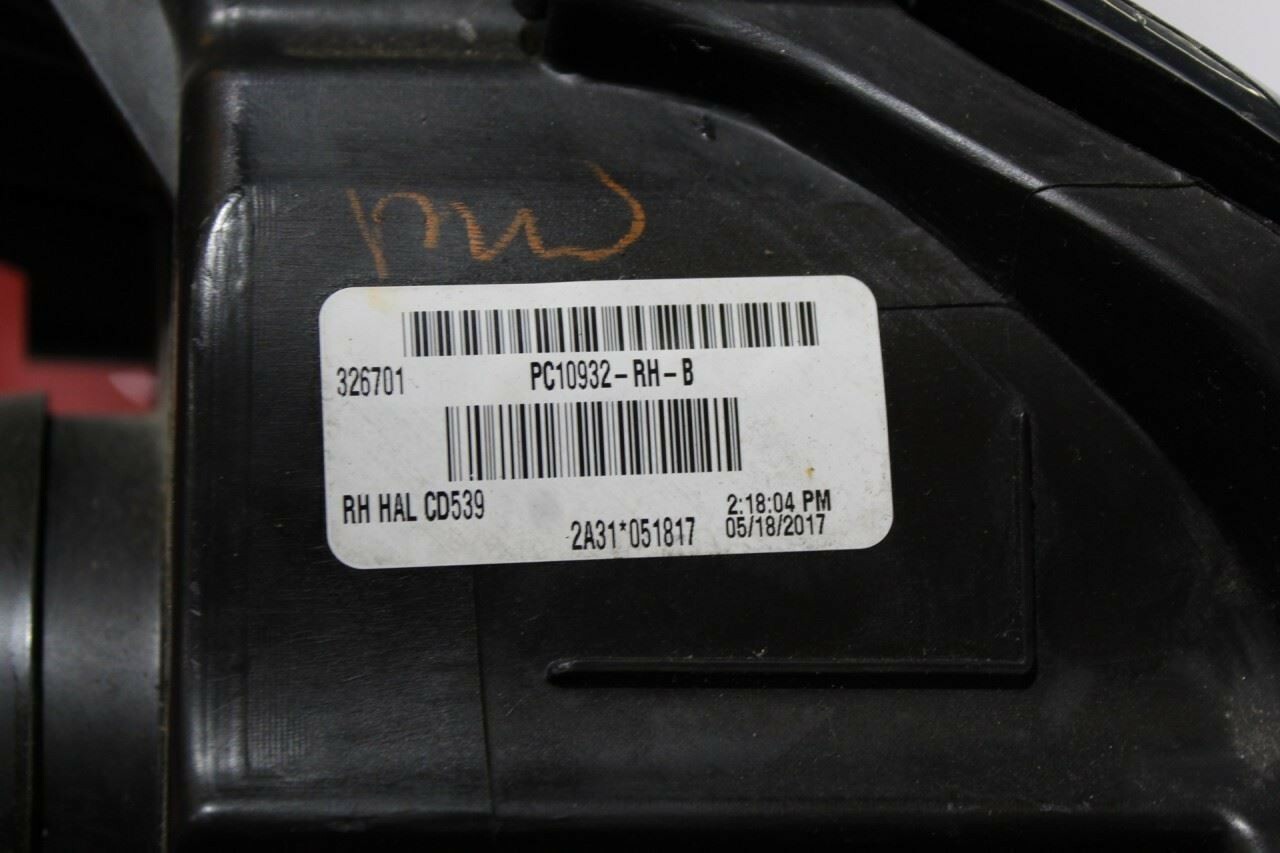 326701
PC10932-RH-B
RH HAL CD539
2A31*051817
2:18:04 PM
05/18/2017